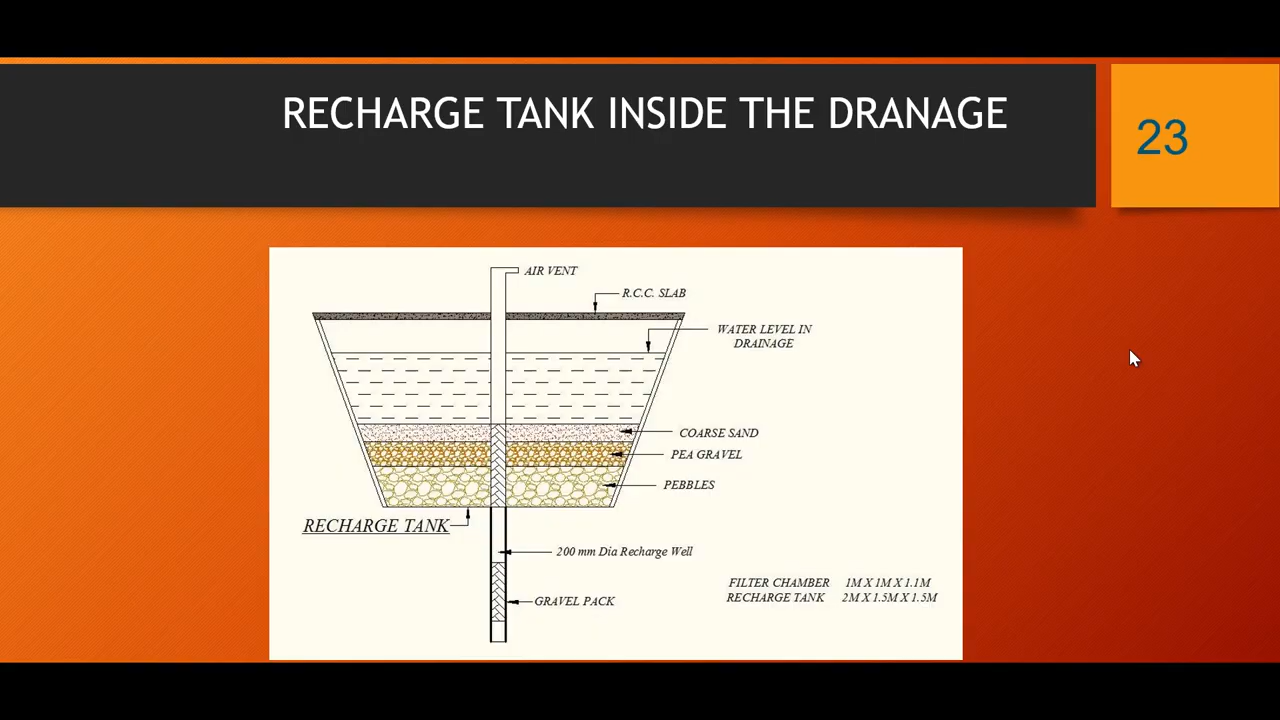 RECHARGE TANK INSIDE THE DRANAGE
23
AIR VENT
R.C.C. SLAB
WATER LEVEL IN
DRAINAGE
COARSE SAND
PEA GRAVEL
PEBBLES
RECHARGE TANK
200 mm Dia Recharge Well
GRAVEL PACK
FILTER CHAMBER 1M X 1M X 1.1M
RECHARGE TANK 2M X 1.5M X 1.5M